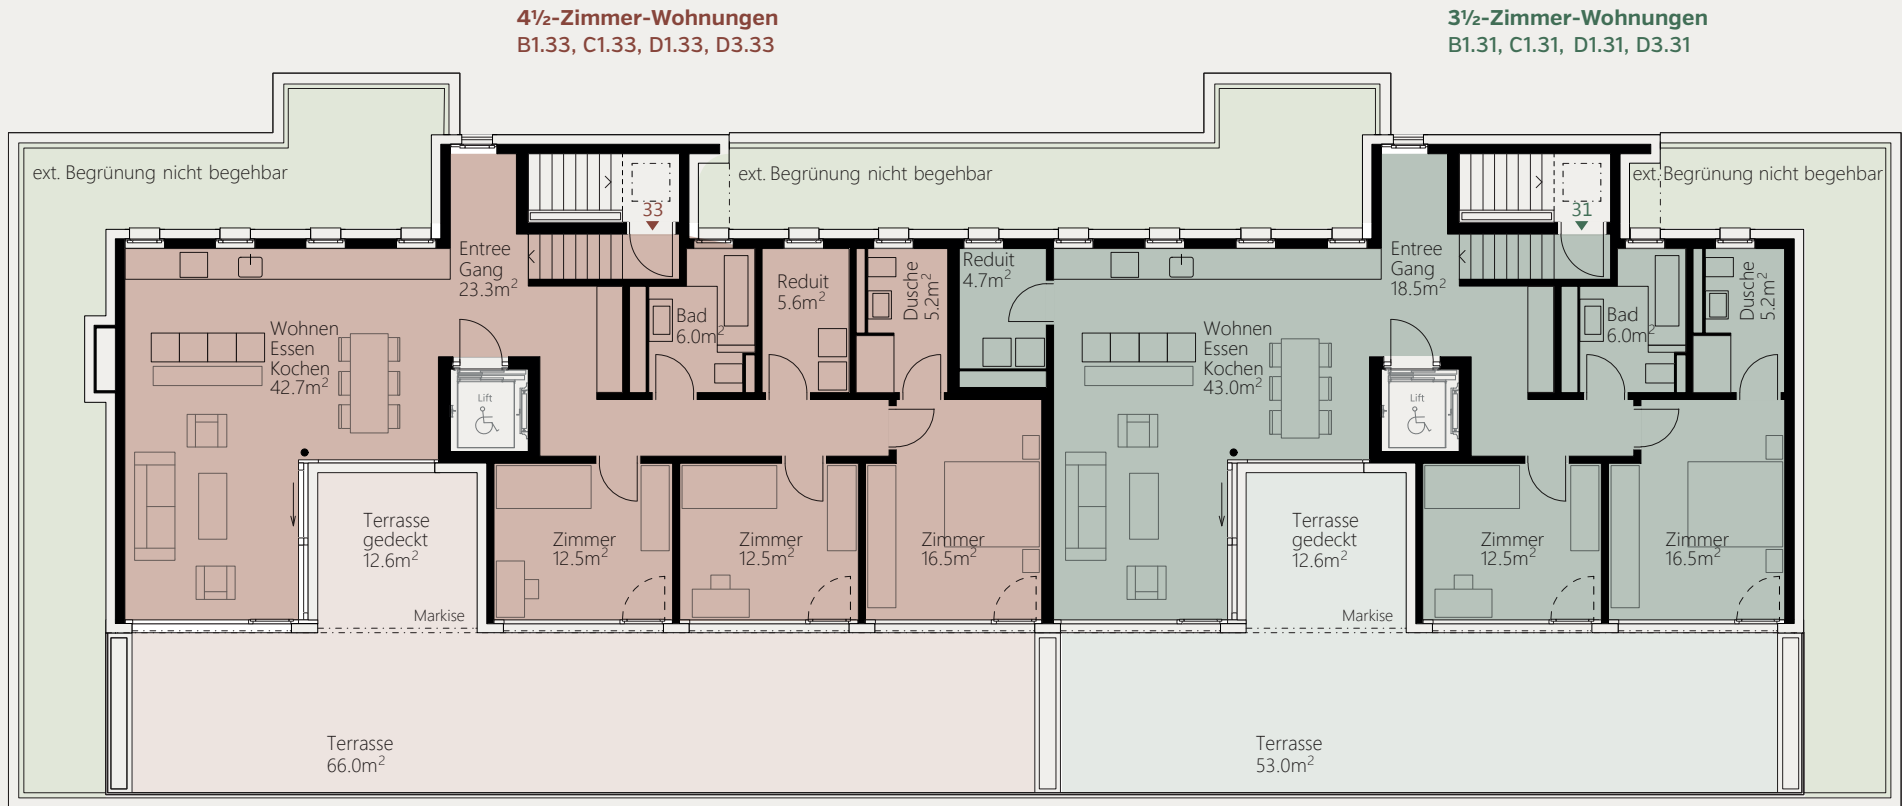 4½-Zimmer-Wohnungen
B1.33, C1.33, D1.33, D3.33
3½-Zimmer-Wohnungen
B1.31, C1.31, D1.31, D3.31
ext. Begrünung nicht begehbar
ext. Begrünung nicht begehbar
ext. Begrünung nicht begehbar
33
31
Entree
Gang
23.3m²
Reduit
5.6m²
Dusche
5.2m²
Bad
6.0m²
Wohnen
Essen
Kochen
42.7m²
Lift
Terrasse
gedeckt
12.6m²
Markise
Zimmer
12.5m²
Zimmer
12.5m²
Zimmer
16.5m²
Terrasse
66.0m²
Reduit
4.7m²
Entree
Gang
18.5m²
Wohnen
Essen
Kochen
43.0m²
Bad
6.0m²
Dusche
5.2m²
Lift
Terrasse
gedeckt
12.6m²
Markise
Zimmer
12.5m²
Zimmer
16.5m²
Terrasse
53.0m²